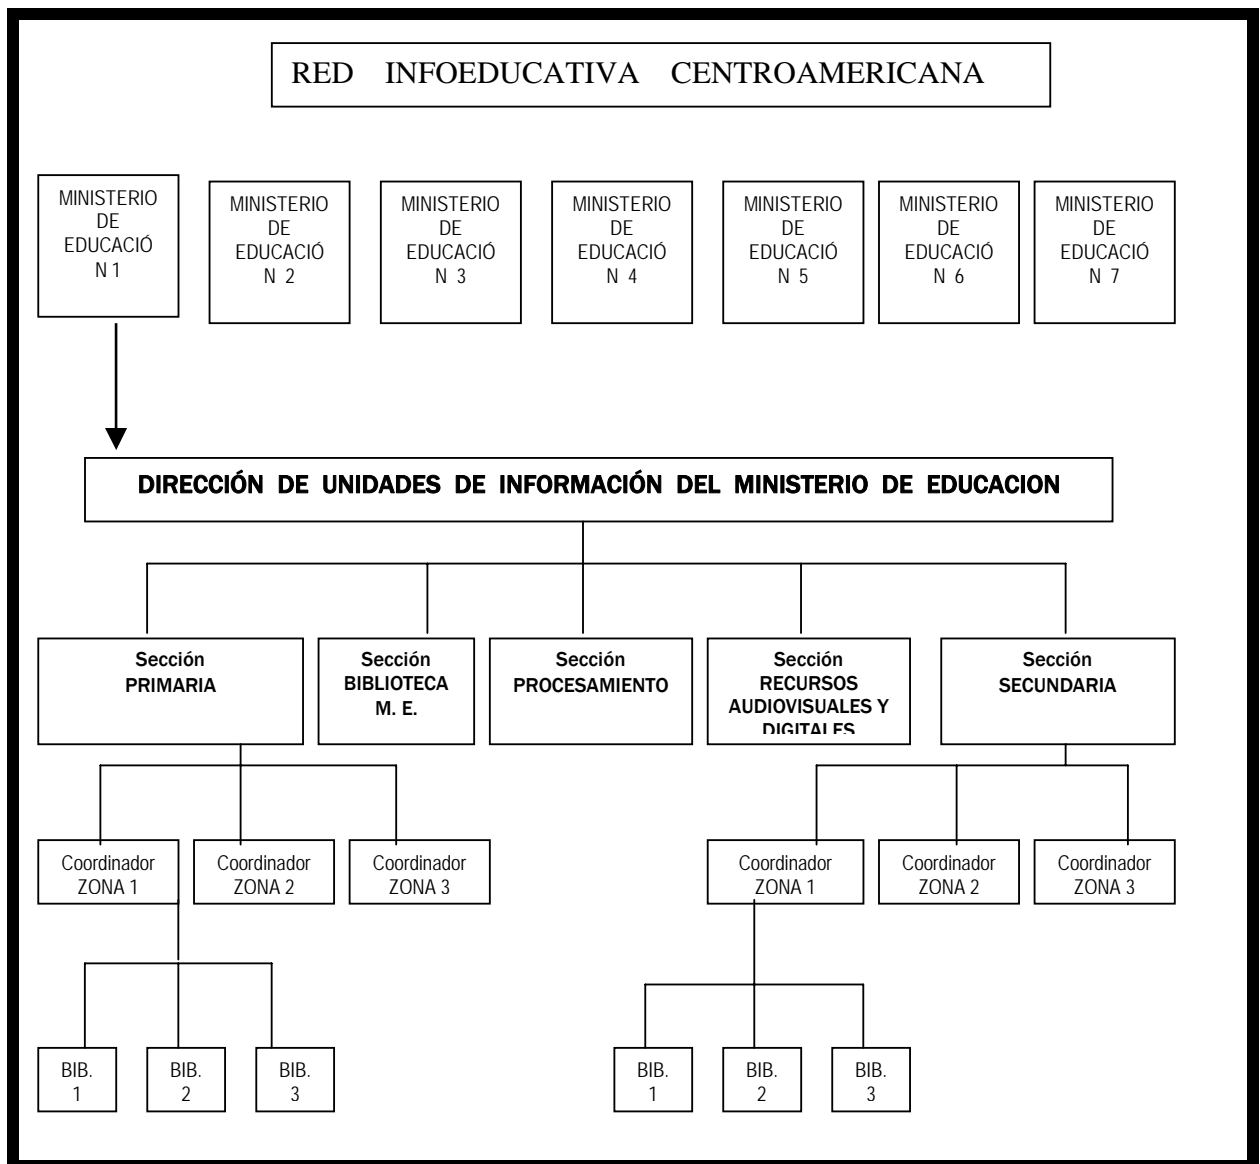 RED INFOEDUCATIVA CENTROAMERICANA
MINISTERIO
DE
EDUCACIÓ
N 1
MINISTERIO
DE
EDUCACIÓ
N 2
MINISTERIO
DE
EDUCACIÓ
N 3
MINISTERIO
DE
EDUCACIÓ
N 4
MINISTERIO
DE
EDUCACIÓ
N 5
MINISTERIO
DE
EDUCACIÓ
N 6
MINISTERIO
DE
EDUCACIÓ
N 7
DIRECCIÓN DE UNIDADES DE INFORMACIÓN DEL MINISTERIO DE EDUCACION
Sección
PRIMARIA
Sección
BIBLIOTECA
M. E.
Sección
PROCESAMIENTO
Sección
RECURSOS
AUDIOVISUALES Y
DIGITALES
Sección
SECUNDARIA
Coordinador
ZONA 1
Coordinador
ZONA 2
Coordinador
ZONA 3
Coordinador
ZONA 1
Coordinador
ZONA 2
Coordinador
ZONA 3
BIB.
1
BIB.
2
BIB.
3
BIB.
1
BIB.
2
BIB.
3